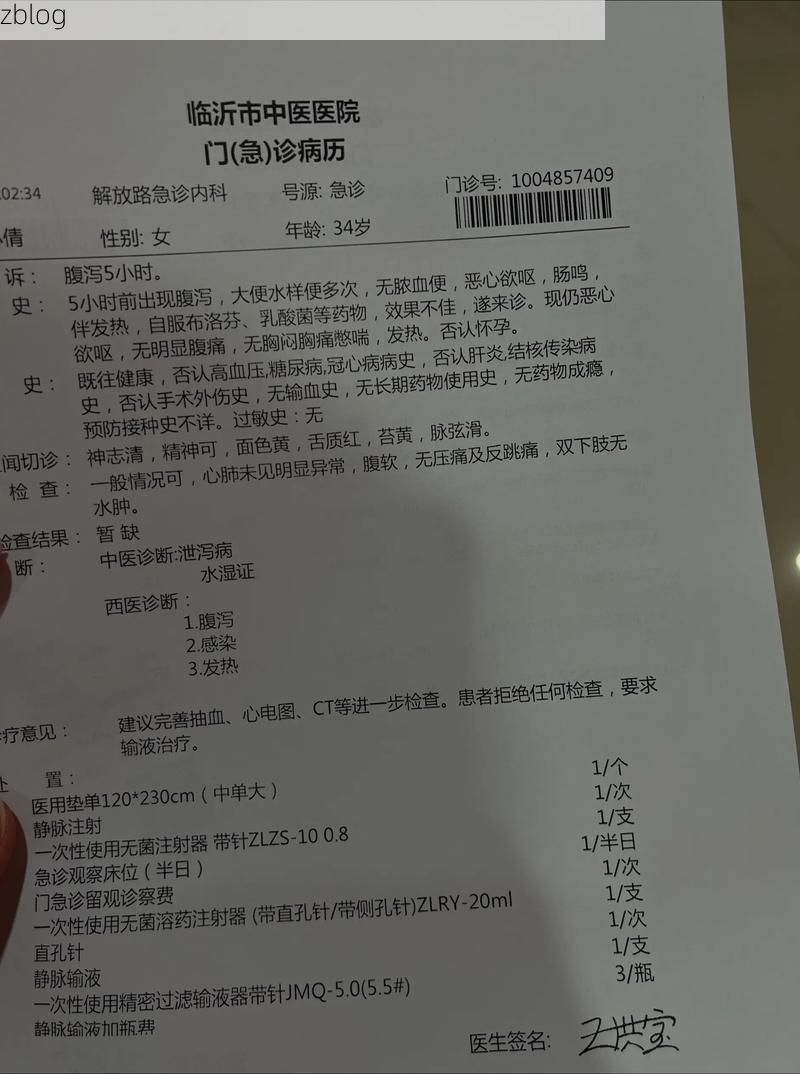 zblog
临沂市中医医院
门(急)诊病历
02:34 解放路急诊内科 号源: 急诊 门诊号: 1004857409
倩 性别: 女 年龄: 34岁
诉： 腹泻5小时。
史： 5小时前出现腹泻，大便水样便多次，无脓血便，恶心欲呕，肠鸣，
伴发热，自服布洛芬、乳酸菌等药物，效果不佳，遂来诊。现仍恶心
欲呕，无明显腹痛，无胸闷胸痛憋喘，发热。否认怀孕。
史： 既往健康，否认高血压,糖尿病,冠心病病史，否认肝炎,结核传染病
史，否认手术外伤史，无输血史，无长期药物使用史，无药物成瘾，
预防接种史不详。过敏史：无
闻切诊： 神志清，精神可，面色黄，舌质红，苔黄，脉弦滑。
检 查： 一般情况可，心肺未见明显异常，腹软，无压痛及反跳痛，双下肢无
水肿。
检查结果： 暂 缺
断： 中医诊断:泄泻病
水湿证
西医诊断：
1.腹泻
2.感染
3.发热
疗意见： 建议完善抽血、心电图、CT等进一步检查。患者拒绝任何检查，要求
输液治疗。
置：
医用垫单120*230cm（中单大） 1/个
静脉注射 1/次
一次性使用无菌注射器 带针ZLZS-10 0.8 1/支
急诊观察床位（半日） 1/半日
门急诊留观诊察费 1/次
一次性使用无菌溶药注射器 (带直孔针/带侧孔针)ZLRY-20ml 1/支
直孔针
静脉输液 1/次
一次性使用精密过滤输液器带针JMQ-5.0(5.5#) 1/支
静脉输液加瓶费 3/瓶
医生签名: